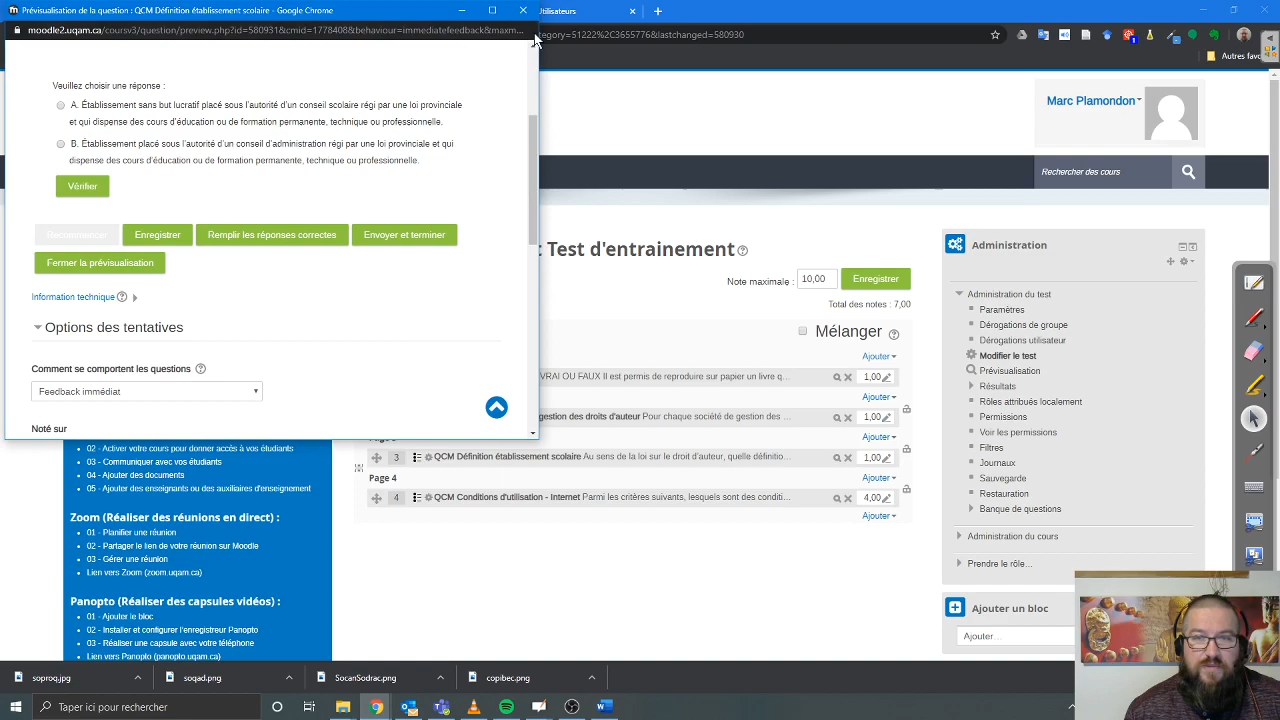 Prévisualisation de la question : QCM Définition établissement scolaire - Google Chrome
moodle2.uqam.ca/coursv3/question/preview.php?id=580931&cmid=1778408&behaviour=immediatefeedback&maxm...
Veuillez choisir une réponse :
A. Établissement sans but lucratif placé sous l'autorité d'un conseil scolaire régi par une loi provinciale
et qui dispense des cours d'éducation ou de formation permanente, technique ou professionnelle.
B. Établissement placé sous l'autorité d'un conseil d'administration régi par une loi provinciale et qui
dispense des cours d'éducation ou de formation permanente, technique ou professionnelle.
Vérifier
Recommencer
Enregistrer
Remplir les réponses correctes
Envoyer et terminer
Fermer la prévisualisation
Information technique
Options des tentatives
Comment se comportent les questions
Feedback immédiat
Noté sur
Utilisateurs
ategory=51222%2C3655776&lastchanged=580930
Autres favo
Marc Plamondon
Rechercher des cours
: Test d'entrainement
Note maximale : 10,00 Enregistrer
Total des notes : 7,00
Mélanger
Ajouter
VRAI OU FAUX Il est permis de reproduire sur papier un livre q... 1,00
Ajouter
gestion des droits d'auteur Pour chaque société de gestion des ... 1,00
Ajouter
3 QCM Définition établissement scolaire Au sens de la loi sur le droit d'auteur, quelle définitio... 1,00
Page 4 Ajouter
4 QCM Conditions d'utilisation - Internet Parmi les critères suivants, lesquels sont des conditi... 4,00
Ajouter
Administration
Administration du test
Paramètres
Dérogations de groupe
Dérogations utilisateur
Modifier le test
Prévisualisation
Résultats
Rôles attribués localement
Permissions
Voir les permissions
Filtres
Journaux
Sauvegarde
Restauration
Banque de questions
Administration du cours
Prendre le rôle…
Ajouter un bloc
Ajouter...
02 - Activer votre cours pour donner accès à vos étudiants
03 - Communiquer avec vos étudiants
04 - Ajouter des documents
05 - Ajouter des enseignants ou des auxiliaires d'enseignement
Zoom (Réaliser des réunions en direct) :
01 - Planifier une réunion
02 - Partager le lien de votre réunion sur Moodle
03 - Gérer une réunion
Lien vers Zoom (zoom.uqam.ca)
Panopto (Réaliser des capsules vidéos) :
01 - Ajouter le bloc
02 - Installer et configurer l'enregistreur Panopto
03 - Réaliser une capsule avec votre téléphone
Lien vers Panopto (panopto.uqam.ca)
soproq.jpg
soqad.png
SocanSodrac.png
copibec.png
Taper ici pour rechercher